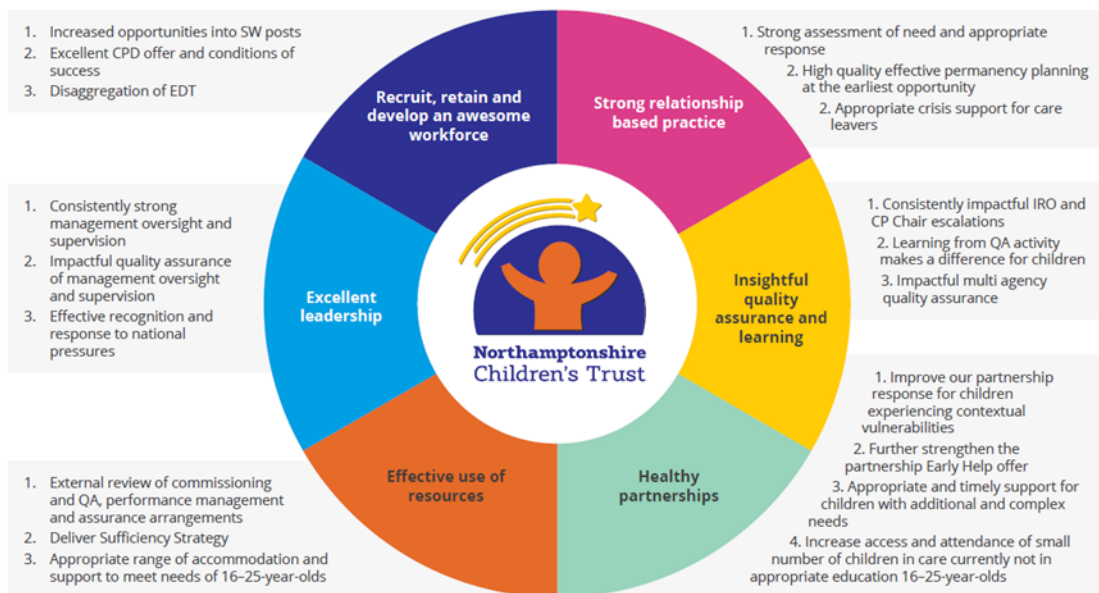 1. Increased opportunities into SW posts
2. Excellent CPD offer and conditions of
success
3. Disaggregation of EDT
Recruit, retain and
develop an awesome
workforce
Strong relationship
based practice
1. Strong assessment of need and appropriate
response
2. High quality effective permanency planning
at the earliest opportunity
2. Appropriate crisis support for care
leavers
1. Consistently strong
management oversight and
supervision
2. Impactful quality assurance
of management oversight
and supervision
3. Effective recognition and
response to national
pressures
Excellent
leadership
Northamptonshire
Children's Trust
Insightful
quality
assurance and
learning
1. Consistently impactful IRO and
CP Chair escalations
2. Learning from QA activity
makes a difference for children
3. Impactful multi agency
quality assurance
1. External review of commissioning
and QA, performance management
and assurance arrangements
2. Deliver Sufficiency Strategy
3. Appropriate range of accommodation and
support to meet needs of 16–25-year-olds
Effective use of
resources
Healthy
partnerships
1. Improve our partnership
response for children
experiencing contextual
vulnerabilities
2. Further strengthen the
partnership Early Help offer
3. Appropriate and timely support for
children with additional and complex
needs
4. Increase access and attendance of small
number of children in care currently not in
appropriate education 16–25-year-olds